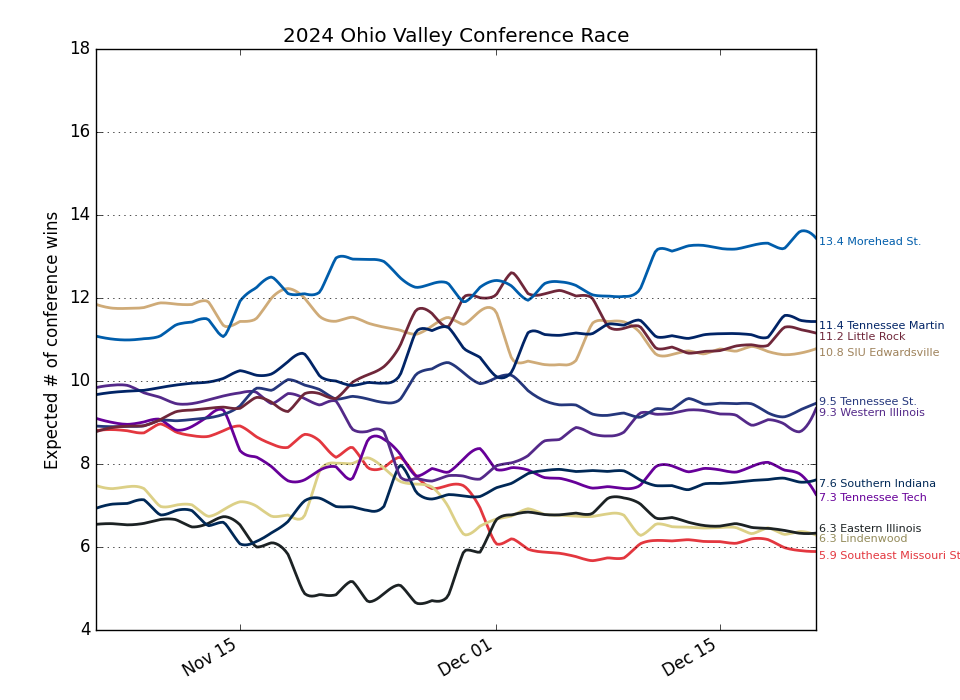 2024 Ohio Valley Conference Race
Expected # of conference wins
18
16
14
12
10
8
6
4
Nov 15
Dec 01
Dec 15
13.4 Morehead St.
11.4 Tennessee Martin
11.2 Little Rock
10.8 SIU Edwardsville
9.5 Tennessee St.
9.3 Western Illinois
7.6 Southern Indiana
7.3 Tennessee Tech
6.3 Eastern Illinois
6.3 Lindenwood
5.9 Southeast Missouri St